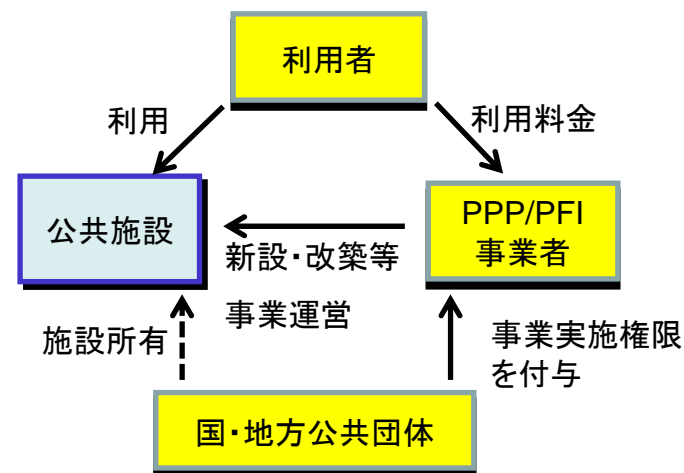 利用者
利用
利用料金
公共施設
PPP/PFI
事業者
新設・改築等
事業運営
施設所有
事業実施権限
を付与
国・地方公共団体